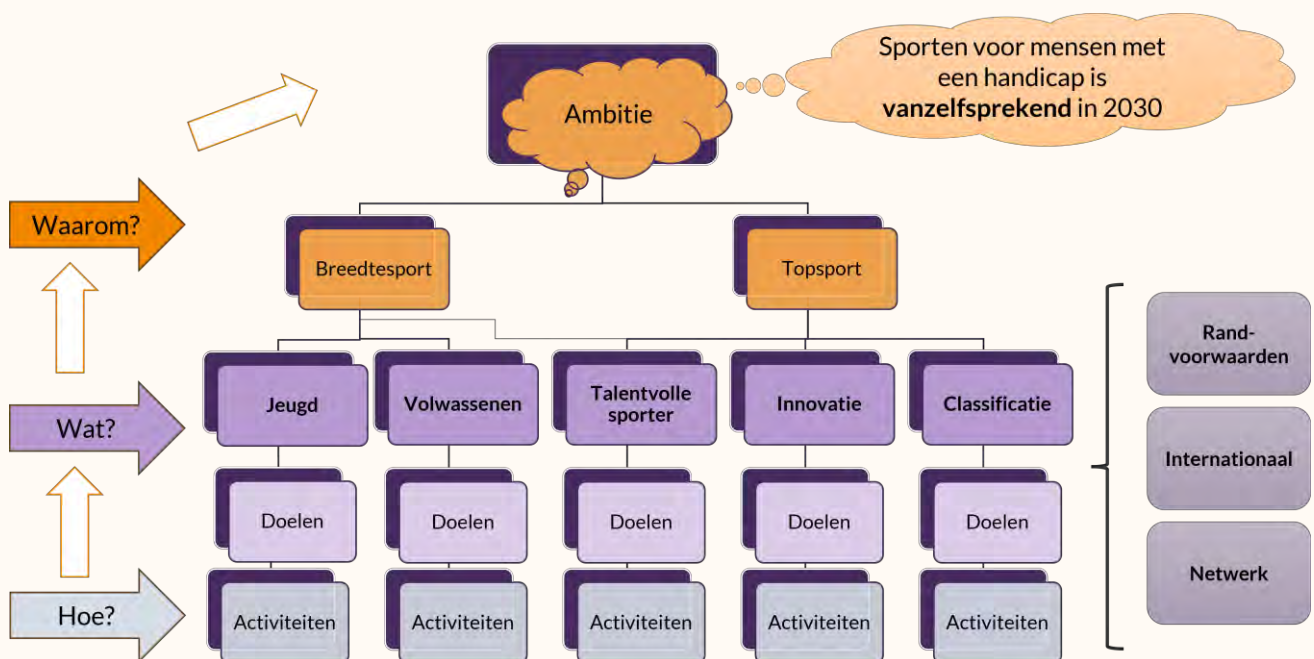 Sporten voor mensen met
een handicap is
vanzelfsprekend in 2030
Ambitie
Waarom?
Breedtesport
Topsport
Rand-
voorwaarden
Wat?
Jeugd
Volwassenen
Talentvolle
sporter
Innovatie
Classificatie
Internationaal
Doelen
Doelen
Doelen
Doelen
Doelen
Netwerk
Hoe?
Activiteiten
Activiteiten
Activiteiten
Activiteiten
Activiteiten